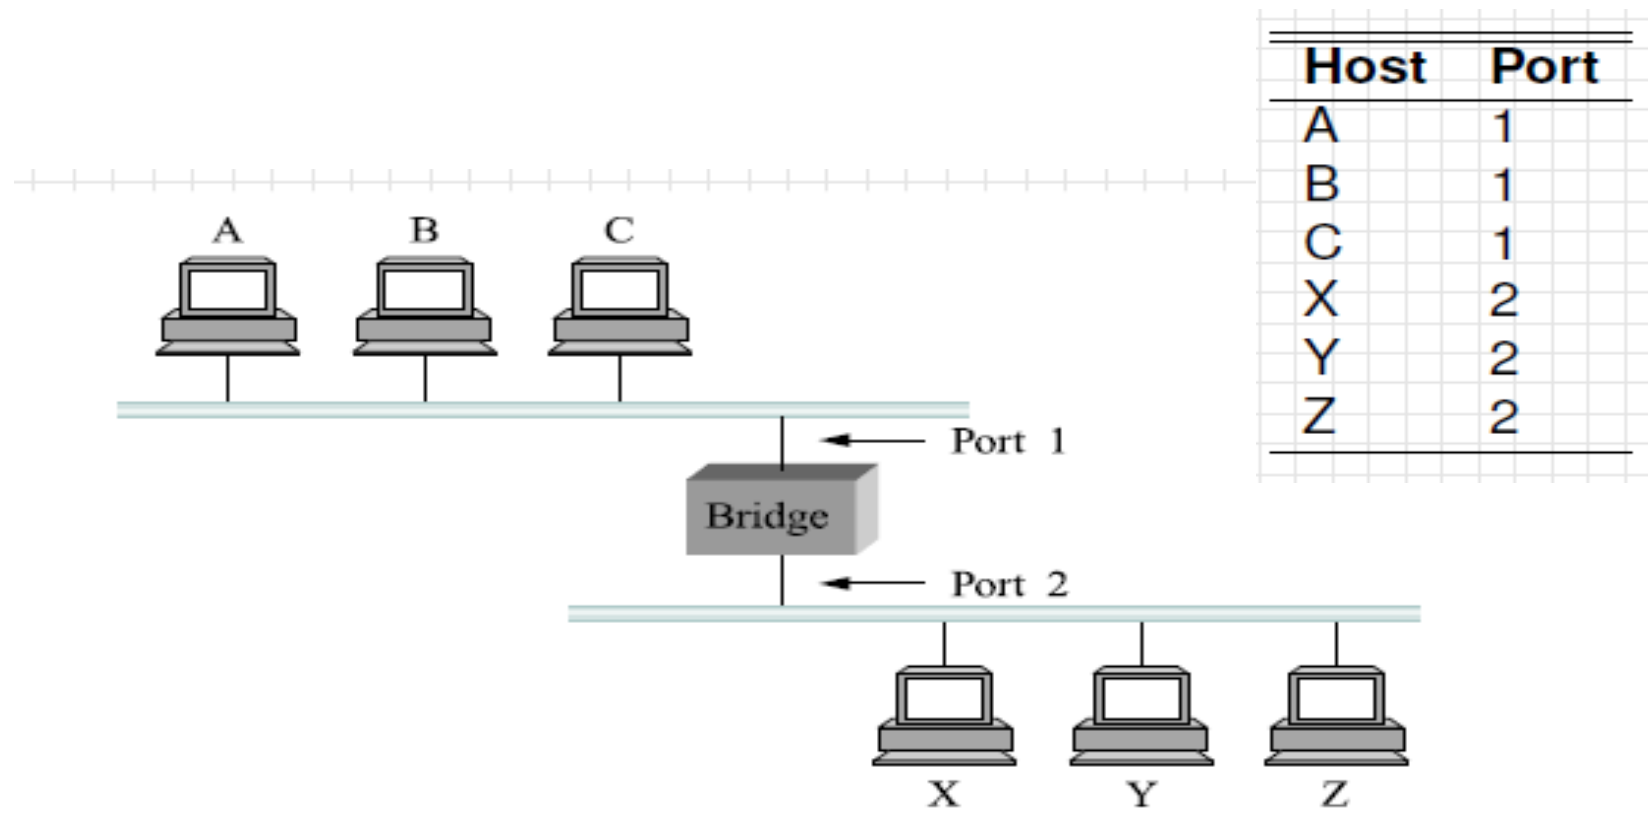 Host Port
A 1
B 1
C 1
X 2
Y 2
Z 2
A B C
Port 1
Bridge
Port 2
X Y Z